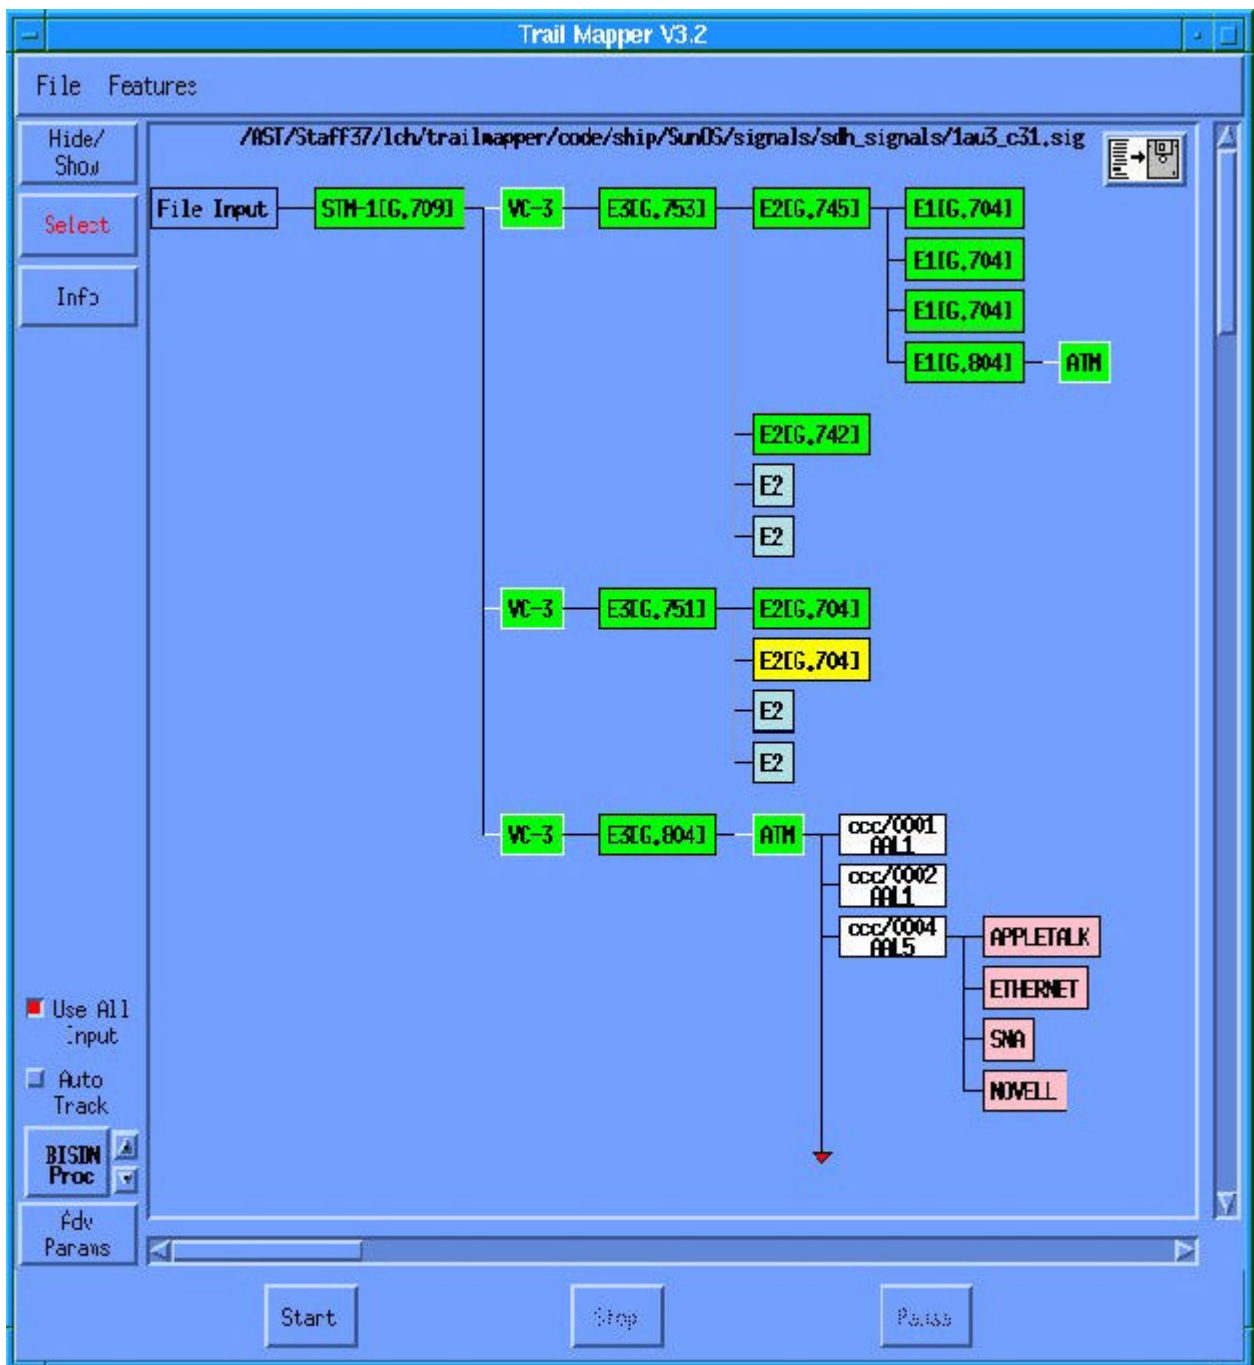 Trail Mapper V3.2
File Features
Hide/
Show
Select
Info
/AST/Staff37/lch/trailmapper/code/ship/SunOS/signals/sdh_signals/1au3_c31.sig
File Input STM-1[G.709] VC-3 E3[G.753] E2[G.745] E1[G.704]
E1[G.704]
E1[G.704]
E1[G.804] ATM
E2[G.742]
E2
E2
VC-3 E3[G.751] E2[G.704]
E2[G.704]
E2
E2
VC-3 E3[G.804] ATM ccc/0001
AAL1
ccc/0002
AAL1
ccc/0004
AAL5
APPLETALK
ETHERNET
SNA
NOVELL
Use All
Input
Auto
Track
BISDN
Proc
Adv
Params
Start Stop Pause